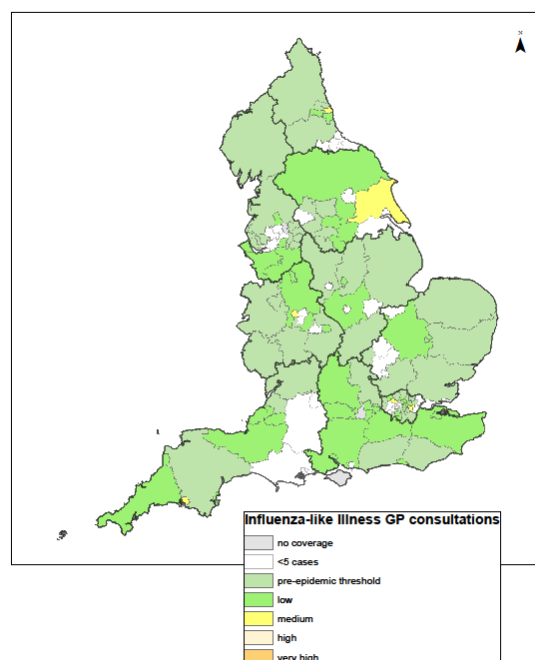 N
Influenza-like Illness GP consultations
no coverage
<5 cases
pre-epidemic threshold
low
medium
high
very high